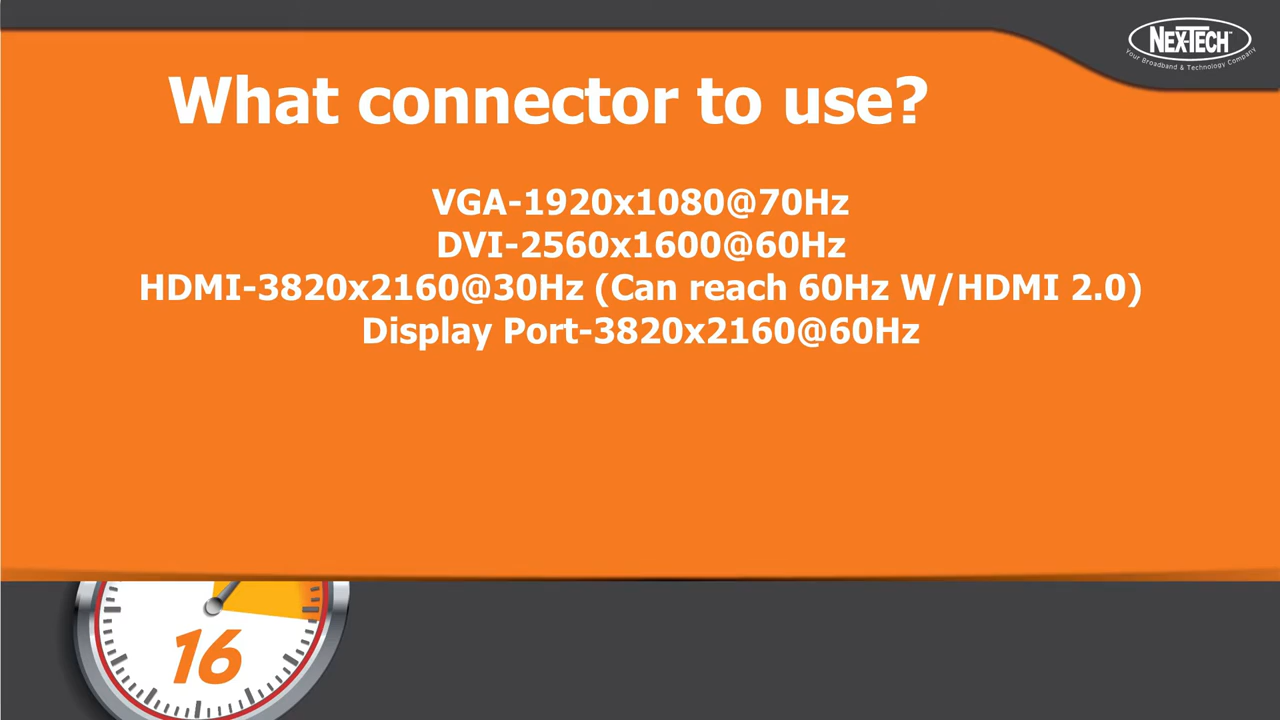 NEX-TECH
Your Broadband & Technology Company
What connector to use?
VGA-1920x1080@70Hz
DVI-2560x1600@60Hz
HDMI-3820x2160@30Hz (Can reach 60Hz W/HDMI 2.0)
Display Port-3820x2160@60Hz
16